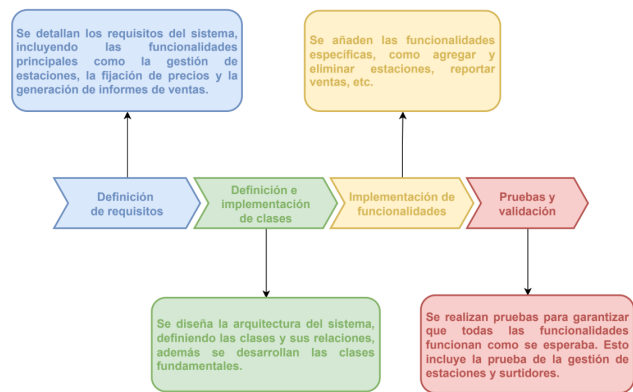 Se detallan los requisitos del sistema,
incluyendo las funcionalidades
principales como la gestión de
estaciones, la fijación de precios y la
generación de informes de ventas.
Se añaden las funcionalidades
especificas, como agregar y
eliminar estaciones, reportar
ventas, etc.
Definición
de requisitos
Definición e
implementación
de clases
Implementación de
funcionalidades
Pruebas y
validación
Se diseña la arquitectura del sistema,
definiendo las clases y sus relaciones,
además se desarrollan las clases
fundamentales.
Se realizan pruebas para garantizar
que todas las funcionalidades
funcionan como se esperaba. Esto
incluye la prueba de la gestión de
estaciones y surtidores.